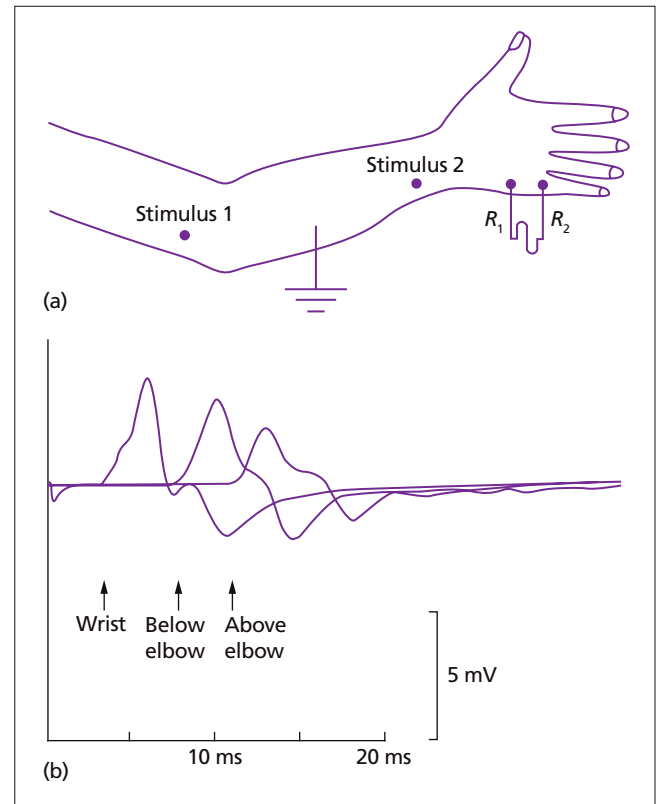 Stimulus 2
Stimulus 1
R1 R2
(a)
Wrist Below elbow Above elbow
5 mV
10 ms 20 ms
(b)